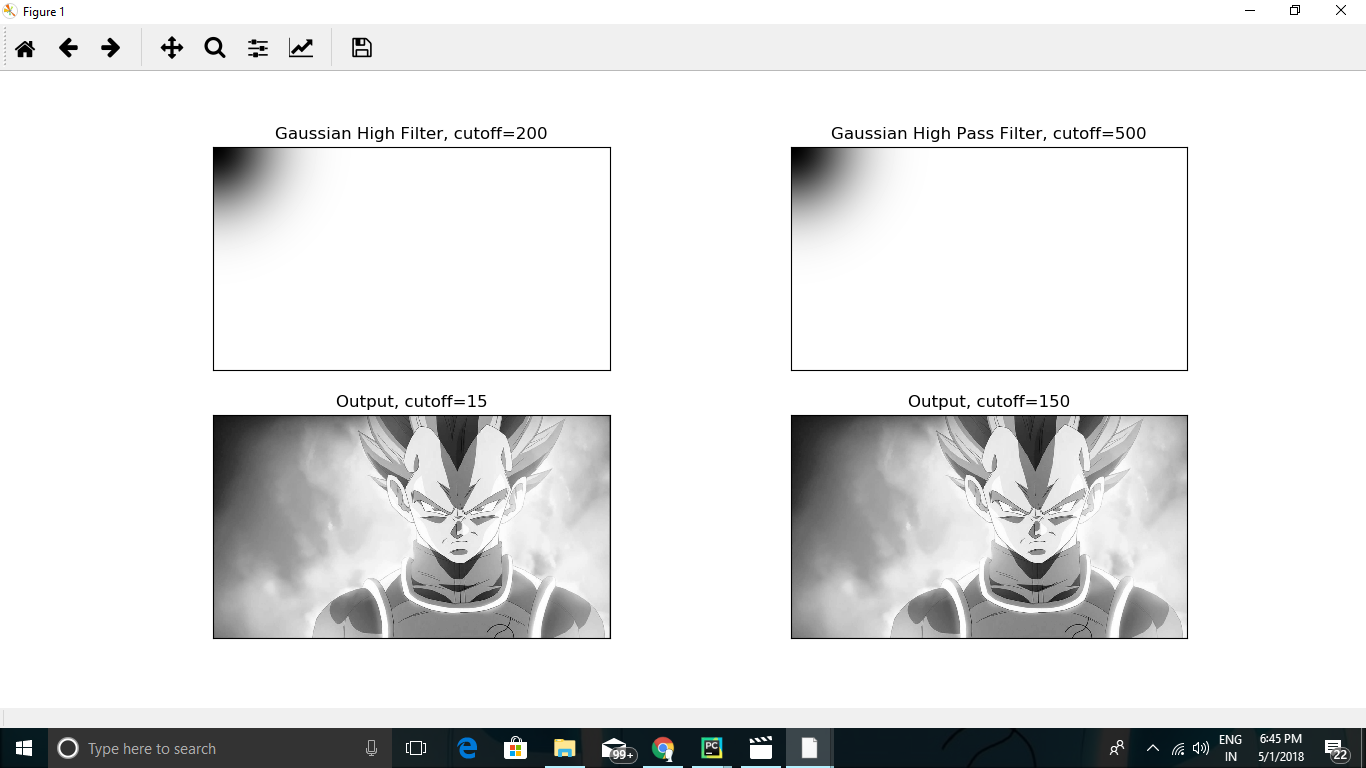 Figure 1
Gaussian High Filter, cutoff=200
Gaussian High Pass Filter, cutoff=500
Output, cutoff=15
Output, cutoff=150
Type here to search
99+
PC
ENG
IN
6:45 PM
5/1/2018
22